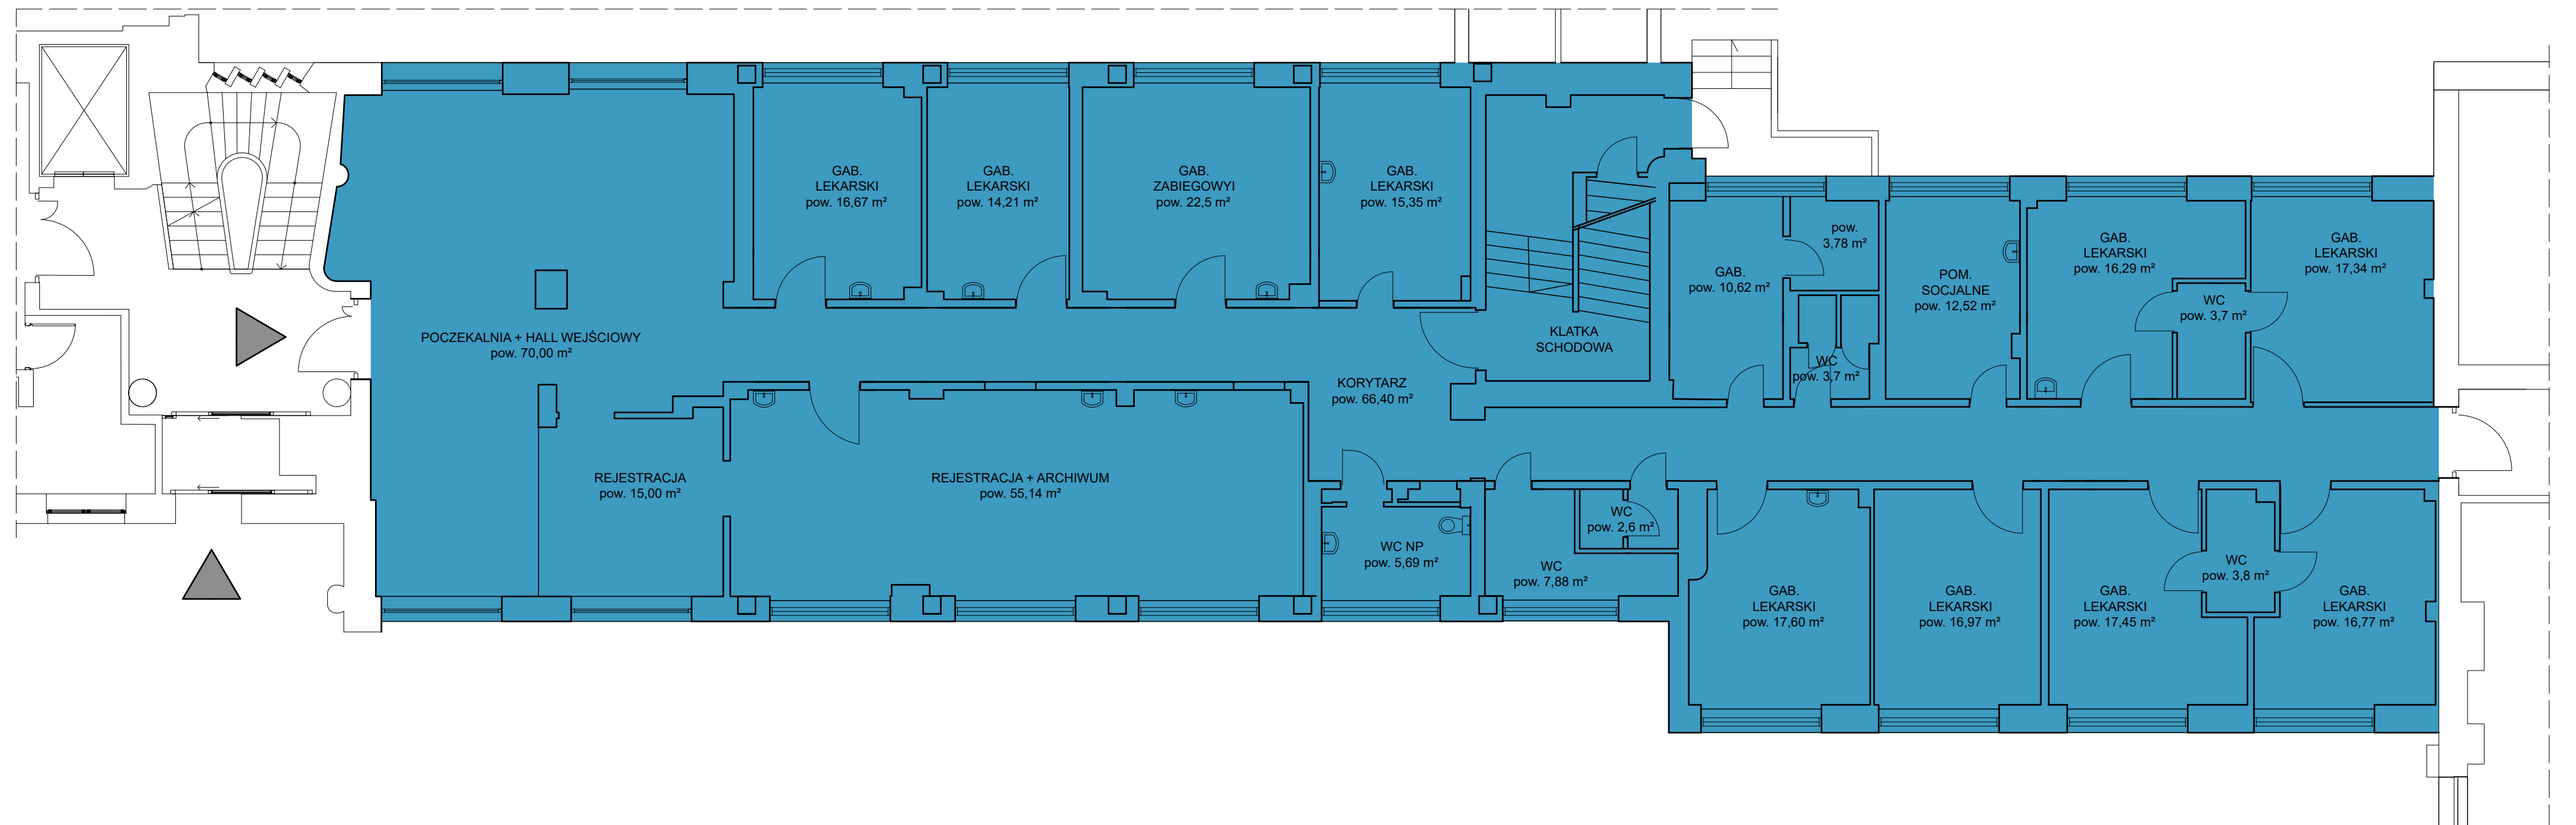 GAB.
LEKARSKI
pow. 16,67 m²
GAB.
LEKARSKI
pow. 14,21 m²
GAB.
ZABIEGOWYI
pow. 22,5 m²
GAB.
LEKARSKI
pow. 15,35 m²
POCZEKALNIA + HALL WEJŚCIOWY
pow. 70,00 m²
KLATKA
SCHODOWA
KORYTARZ
pow. 66,40 m²
GAB.
pow. 10,62 m²
pow.
3,78 m²
WC
pow. 3,7 m²
POM.
SOCJALNE
pow. 12,52 m²
GAB.
LEKARSKI
pow. 16,29 m²
WC
pow. 3,7 m²
GAB.
LEKARSKI
pow. 17,34 m²
REJESTRACJA
pow. 15,00 m²
REJESTRACJA + ARCHIWUM
pow. 55,14 m²
WC NP
pow. 5,69 m²
WC
pow. 2,6 m²
WC
pow. 7,88 m²
GAB.
LEKARSKI
pow. 17,60 m²
GAB.
LEKARSKI
pow. 16,97 m²
GAB.
LEKARSKI
pow. 17,45 m²
WC
pow. 3,8 m²
GAB.
LEKARSKI
pow. 16,77 m²